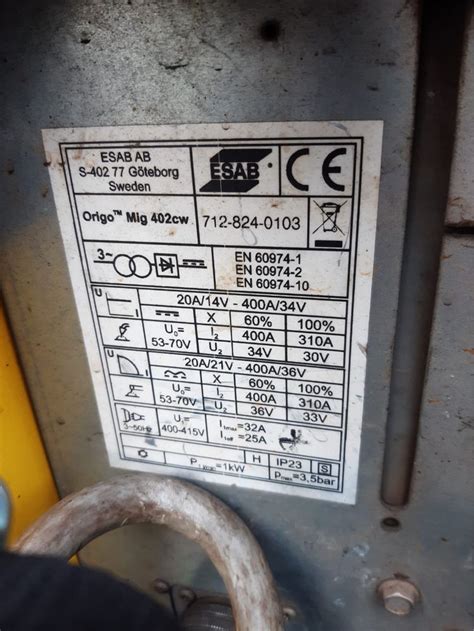 ESAB AB
S-402 77 Göteborg
Sweden
ESAB
CE
Origo™ Mig 402cw
712-824-0103
3~
EN 60974-1
EN 60974-2
EN 60974-10
U
I
20A/14V - 400A/34V
X 60% 100%
U₀=
53-70V
I₂ 400A 310A
U₂ 34V 30V
U
I
20A/21V - 400A/36V
X 60% 100%
U₀=
53-70V
I₂ 400A 310A
U₂ 36V 33V
3~50Hz
U₁=
400-415V
I₁max=32A
I₁eff=25A
=1kW
H
IP23
S
Pmax=3,5bar